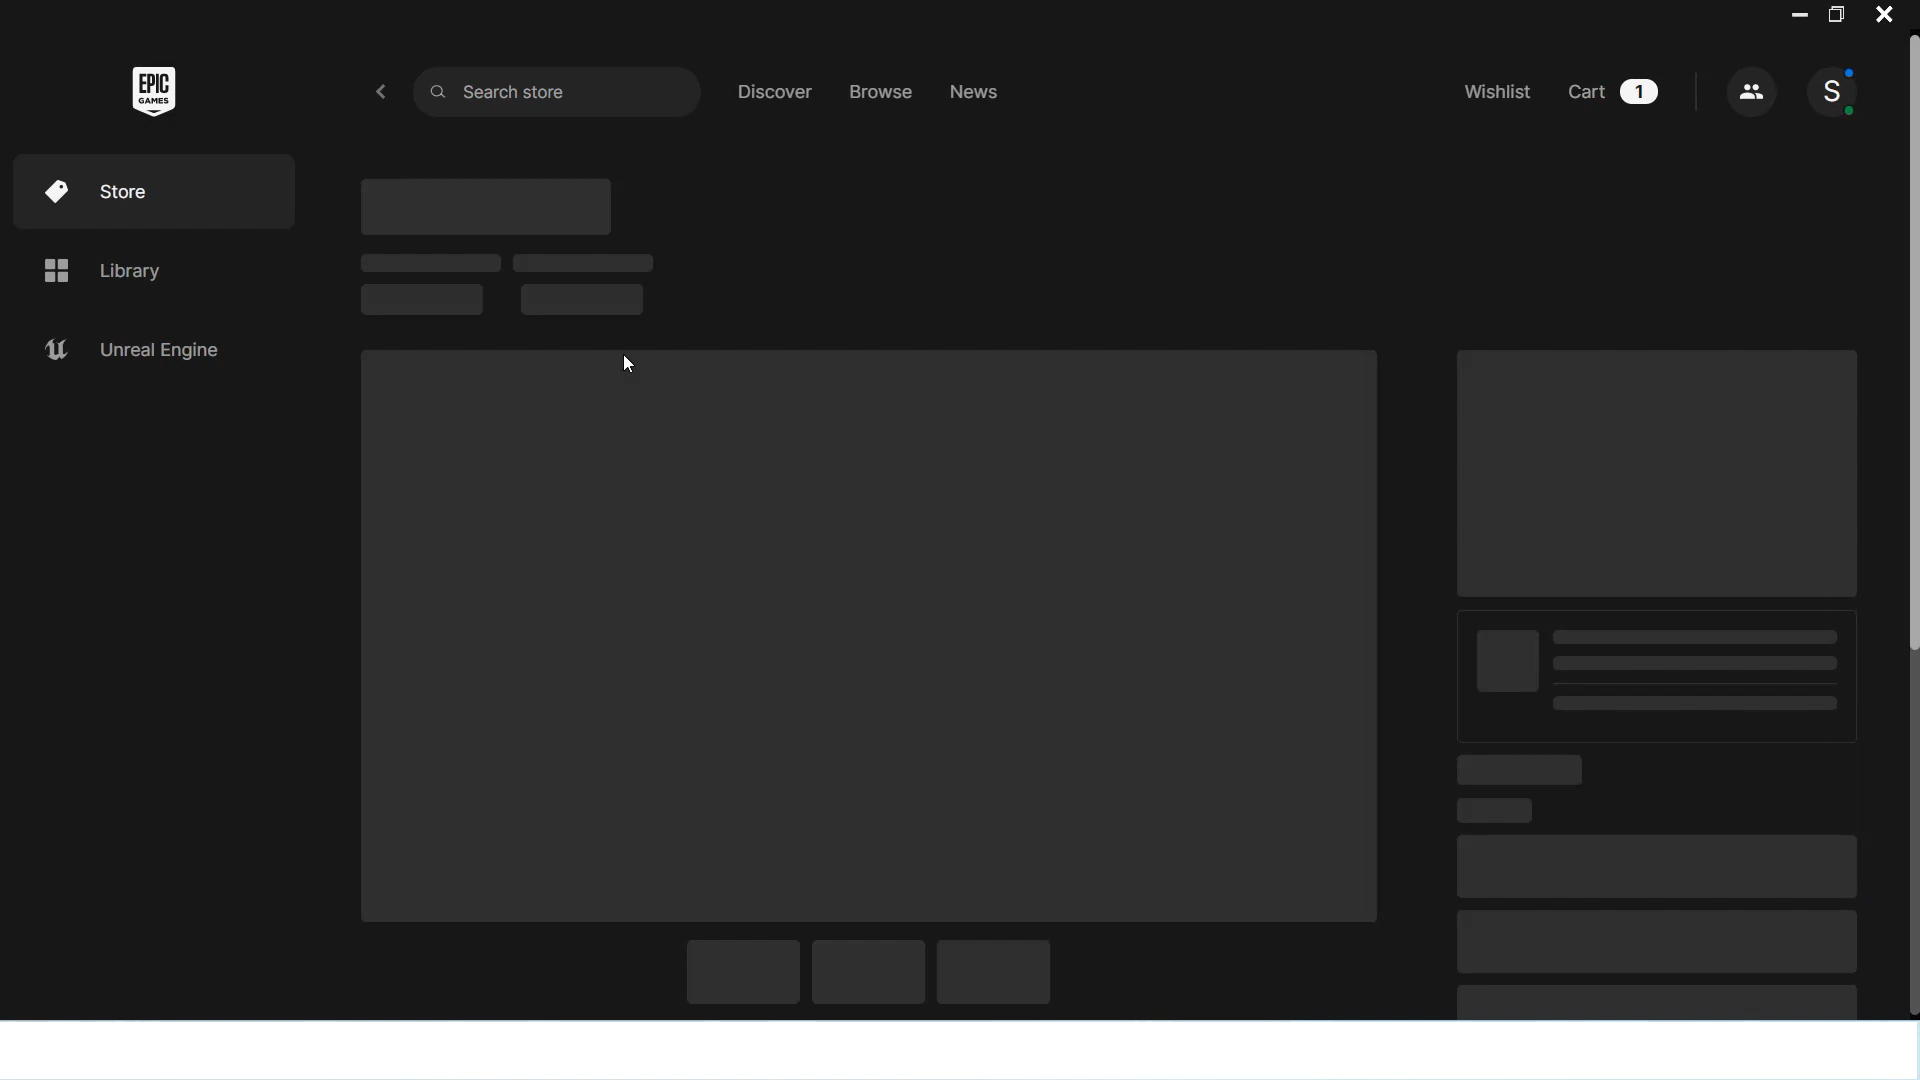 EPIC
GAMES
Search store
Discover
Browse
News
Wishlist
Cart 1
S
Store
Library
Unreal Engine